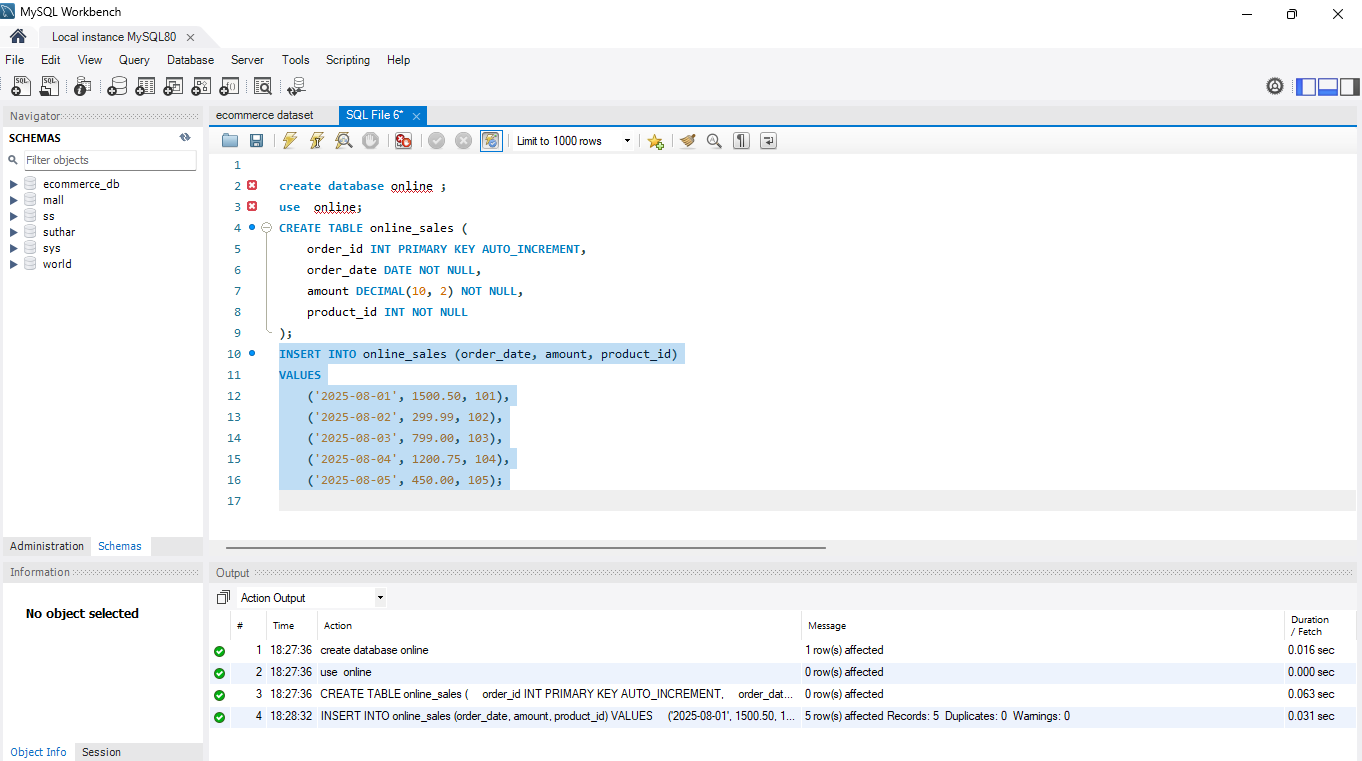 MySQL Workbench
Local instance MySQL80
File Edit View Query Database Server Tools Scripting Help
Navigator
SCHEMAS
Filter objects
ecommerce_db
mall
ss
suthar
sys
world
Administration Schemas
Information
No object selected
Object Info Session
ecommerce dataset SQL File 6*
Limit to 1000 rows
1
2 create database online ;
3 use  online;
4 CREATE TABLE online_sales (
5     order_id INT PRIMARY KEY AUTO_INCREMENT,
6     order_date DATE NOT NULL,
7     amount DECIMAL(10, 2) NOT NULL,
8     product_id INT NOT NULL
9 );
10 INSERT INTO online_sales (order_date, amount, product_id)
11 VALUES
12     ('2025-08-01', 1500.50, 101),
13     ('2025-08-02', 299.99, 102),
14     ('2025-08-03', 799.00, 103),
15     ('2025-08-04', 1200.75, 104),
16     ('2025-08-05', 450.00, 105);
17
Output
Action Output
# Time Action Message Duration / Fetch
1 18:27:36 create database online 1 row(s) affected 0.016 sec
2 18:27:36 use  online 0 row(s) affected 0.000 sec
3 18:27:36 CREATE TABLE online_sales (     order_id INT PRIMARY KEY AUTO_INCREMENT,     order_dat... 0 row(s) affected 0.063 sec
4 18:28:32 INSERT INTO online_sales (order_date, amount, product_id) VALUES     ('2025-08-01', 1500.50, 1... 5 row(s) affected Records: 5  Duplicates: 0  Warnings: 0 0.031 sec